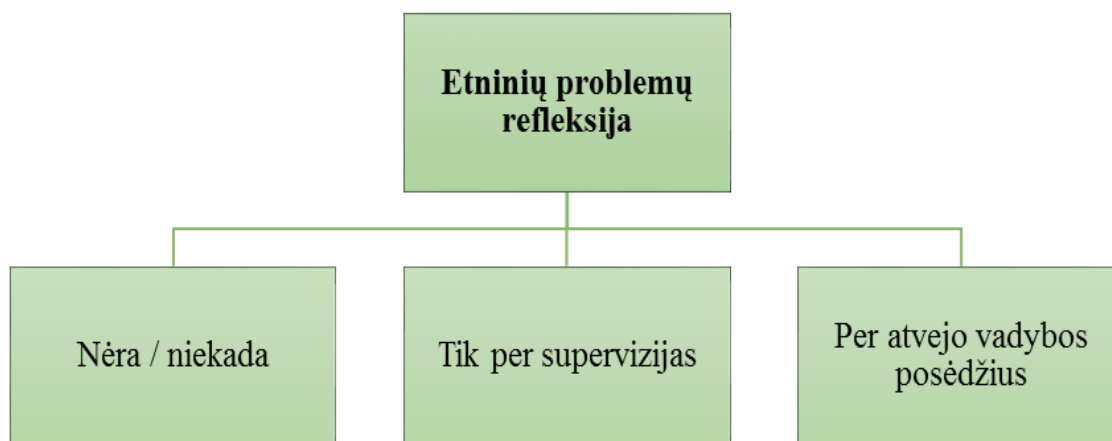 Etninių problemų
refleksija
Nėra / niekada
Tik per supervizijas
Per atvejo vadybos
posėdžius